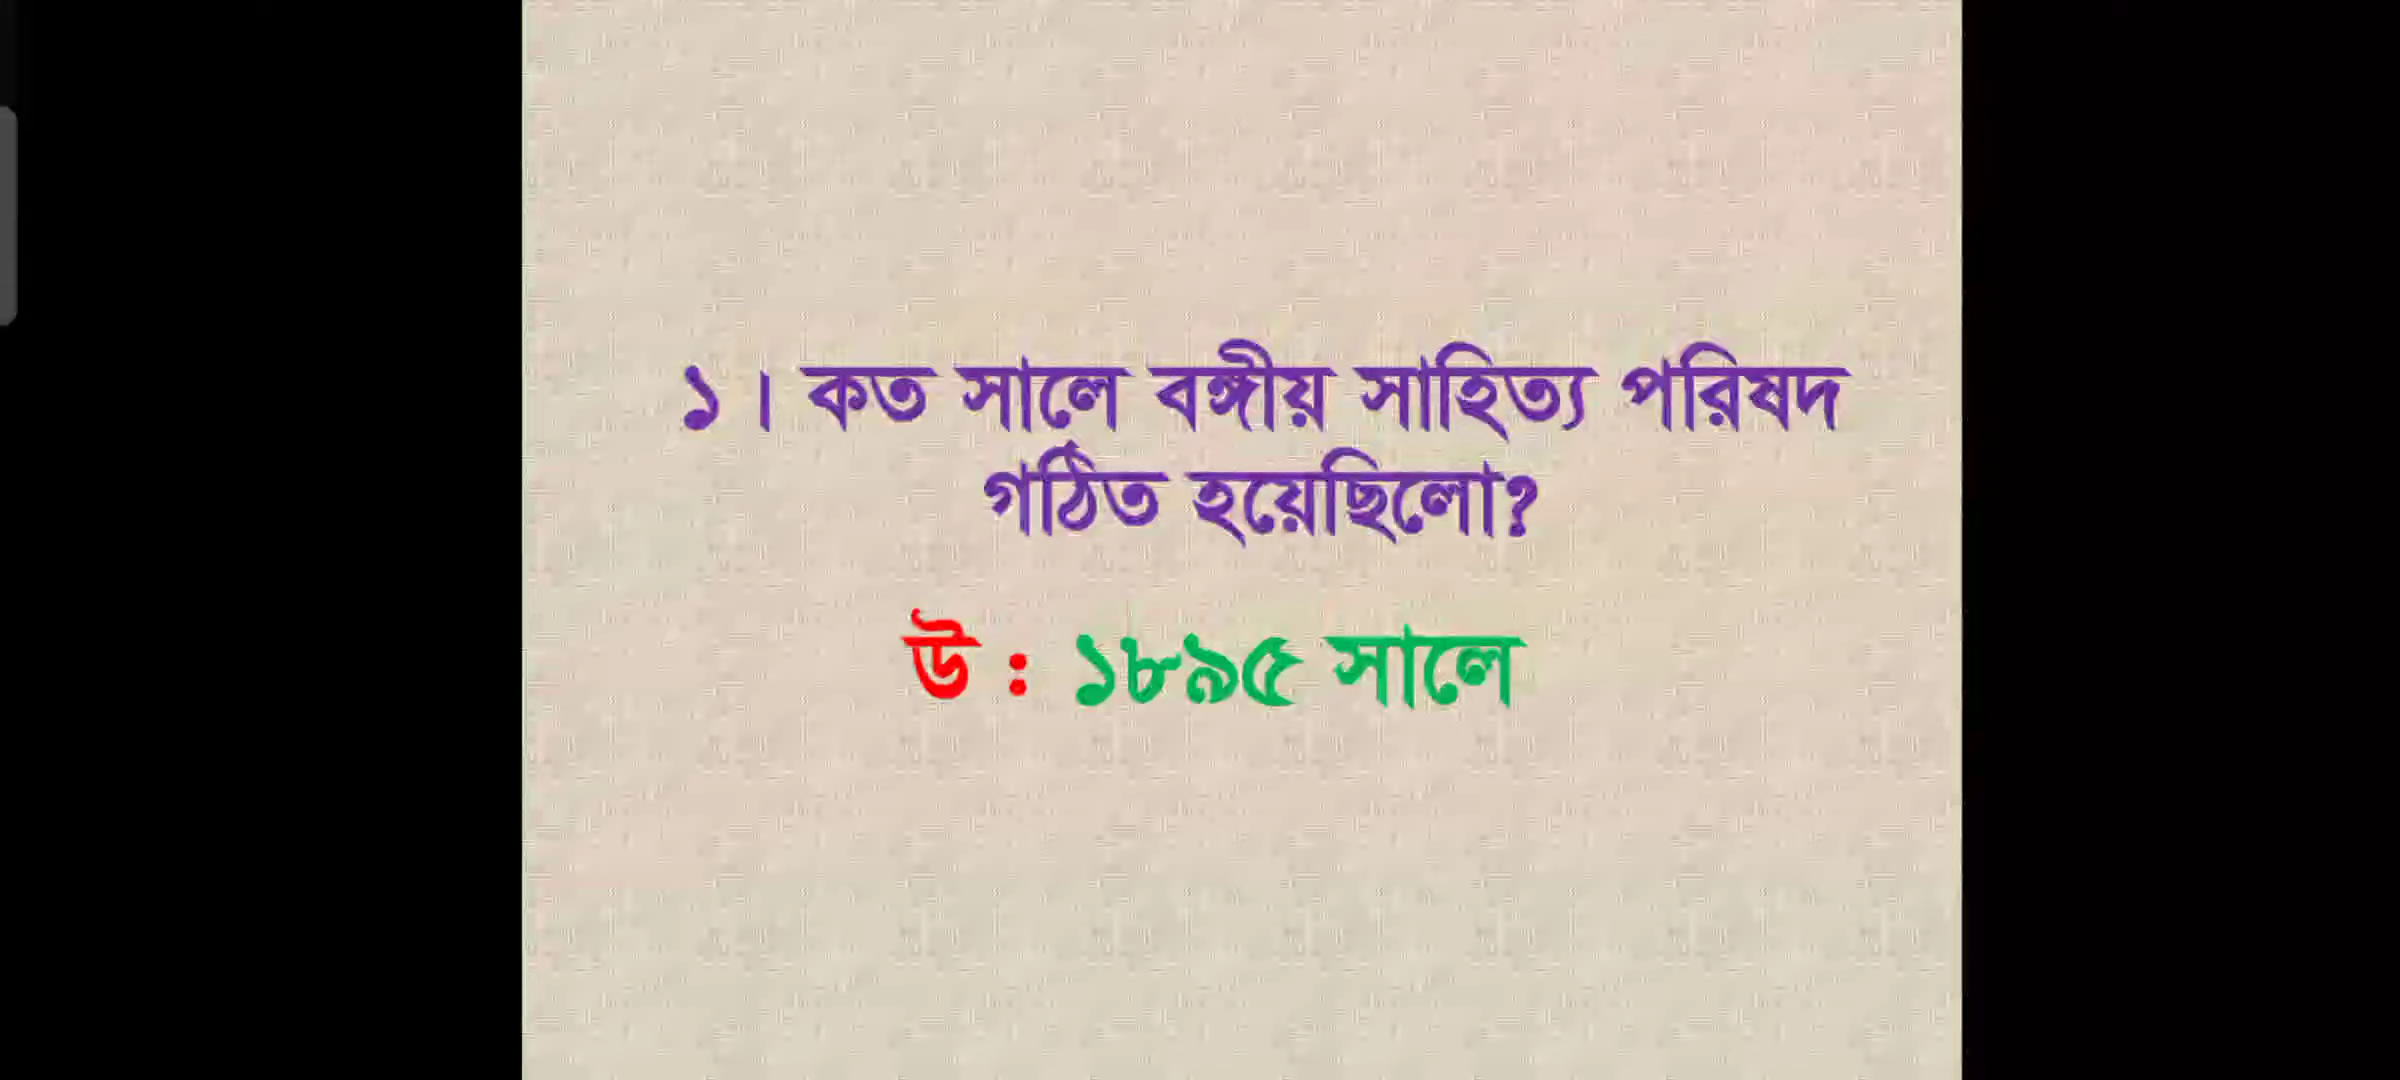 ১। কত সালে বঙ্গীয় সাহিত্য পরিষদ
গঠিত হয়েছিলো?
উ : ১৮৯৫ সালে